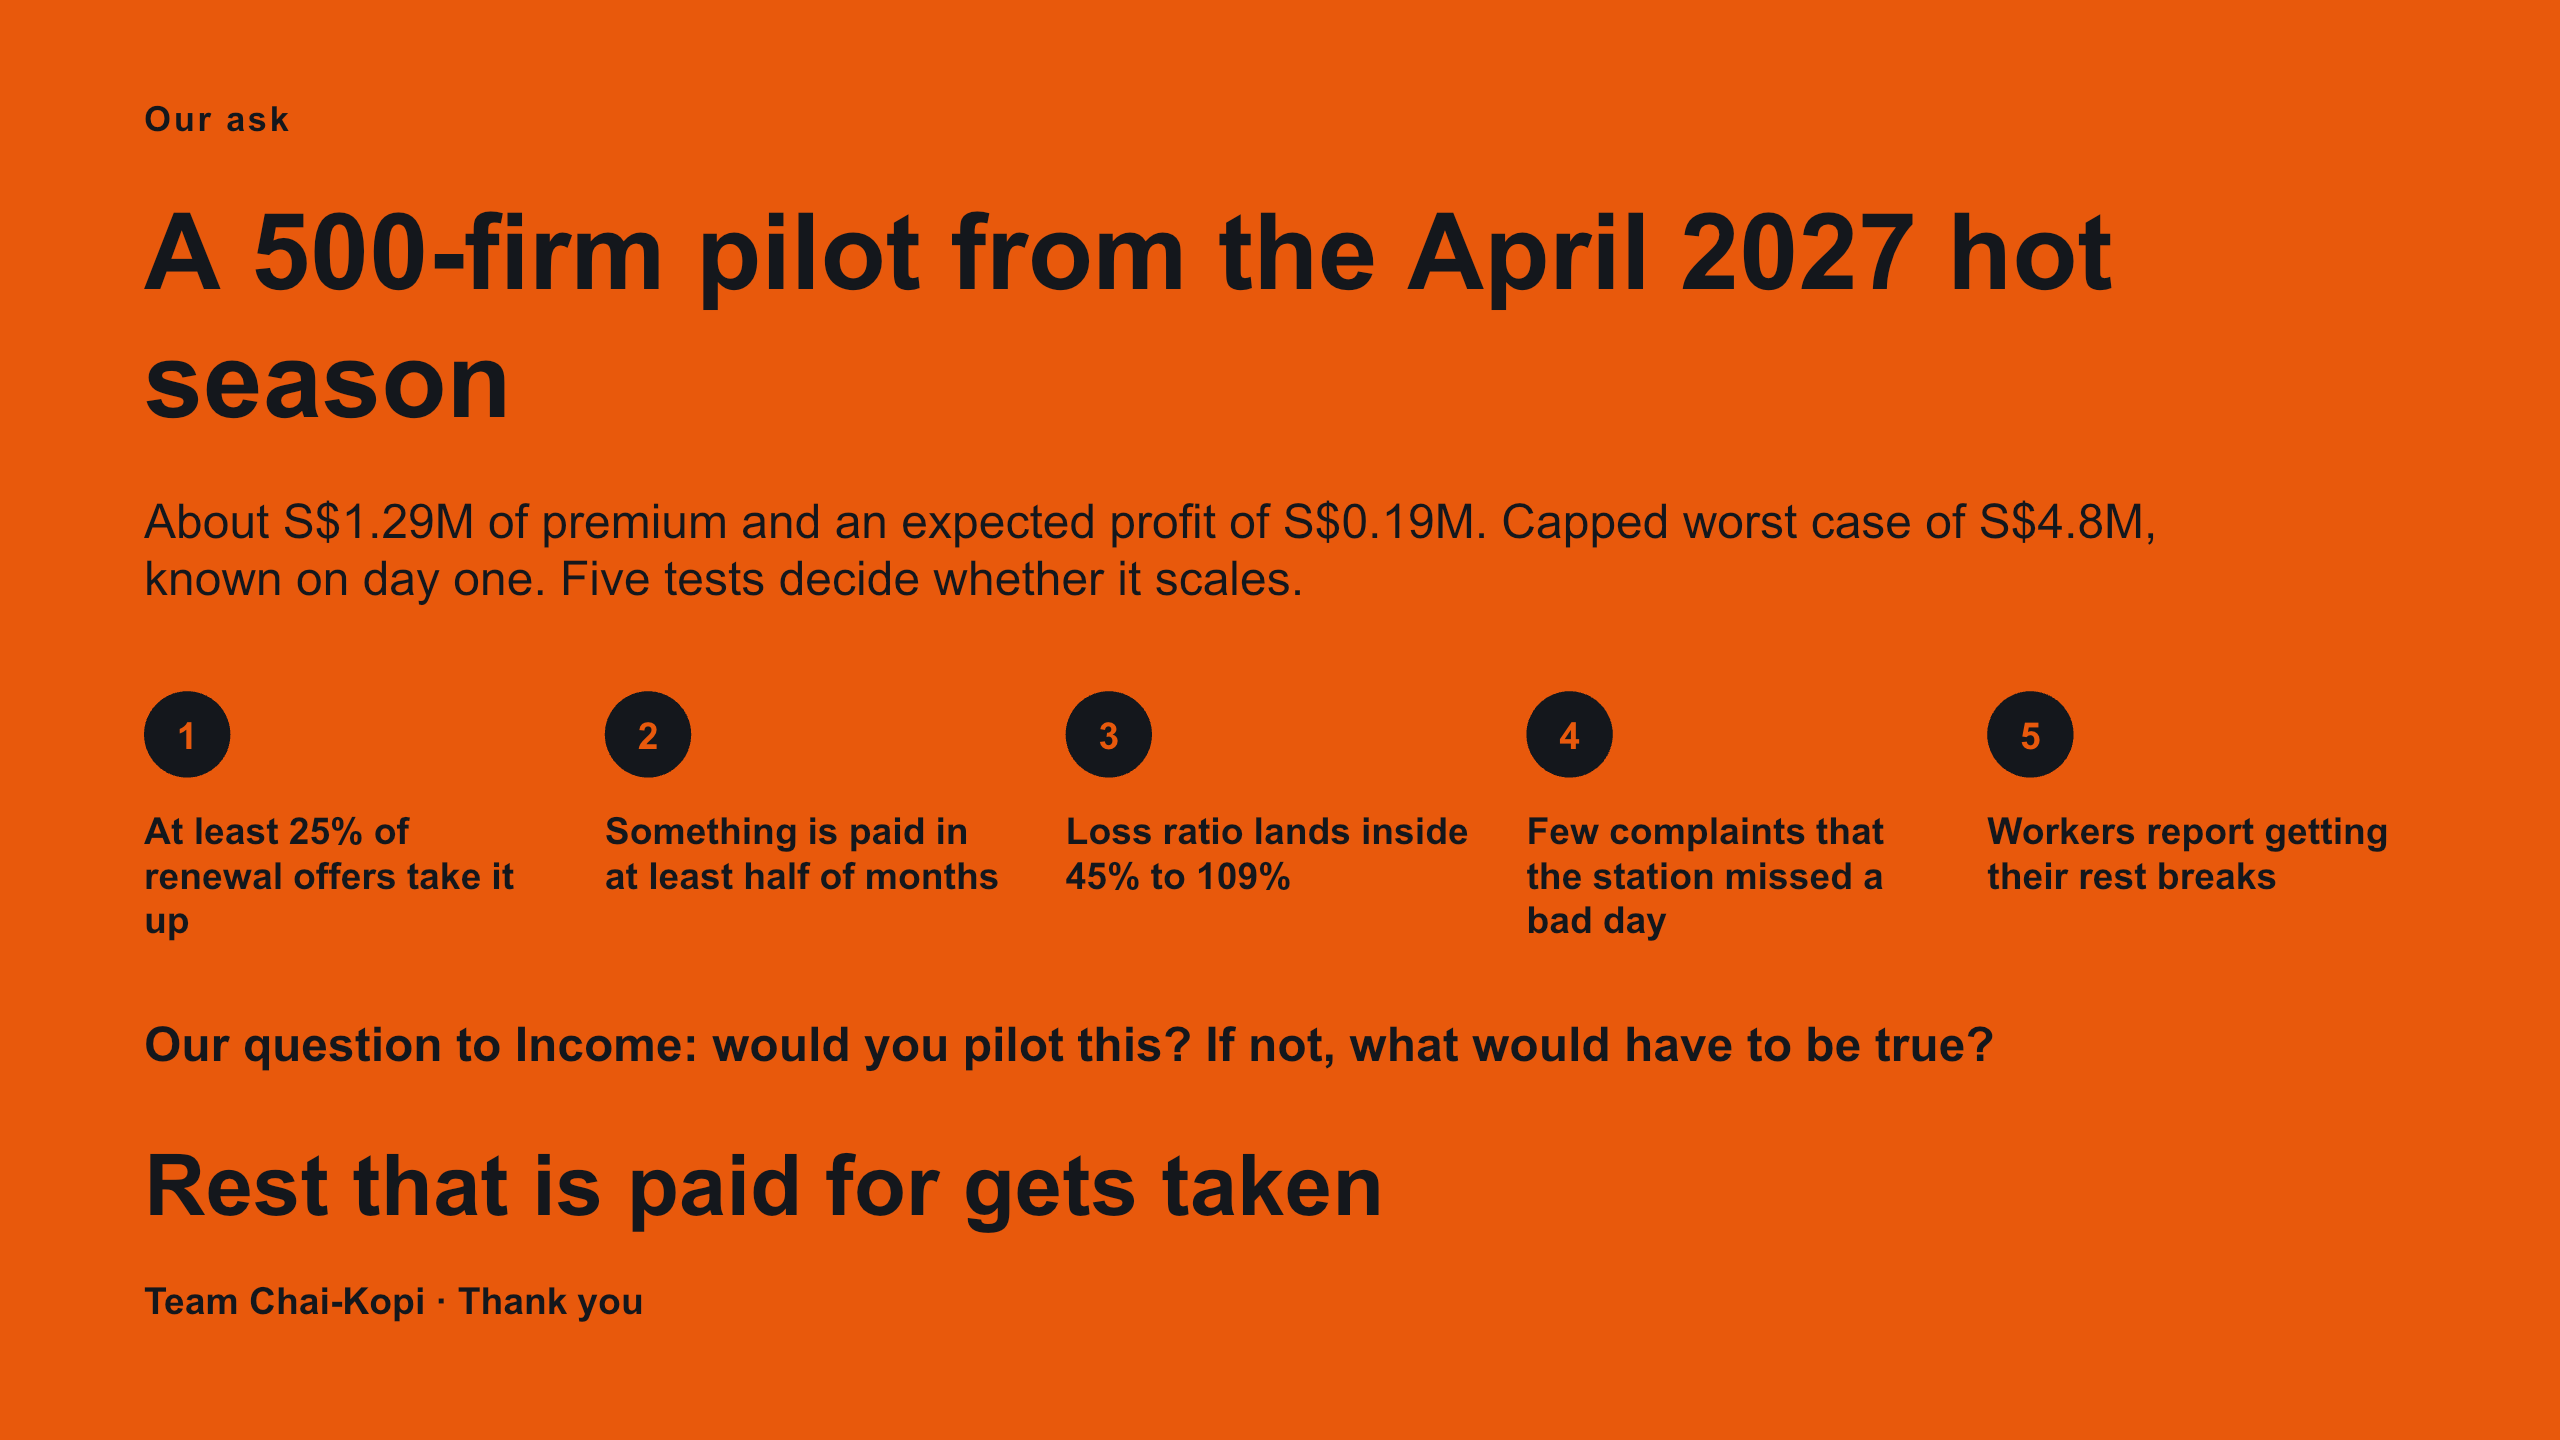 Our ask
A 500-firm pilot from the April 2027 hot
season
About S$1.29M of premium and an expected profit of S$0.19M. Capped worst case of S$4.8M,
known on day one. Five tests decide whether it scales.
1
At least 25% of
renewal offers take it
up
2
Something is paid in
at least half of months
3
Loss ratio lands inside
45% to 109%
4
Few complaints that
the station missed a
bad day
5
Workers report getting
their rest breaks
Our question to Income: would you pilot this? If not, what would have to be true?
Rest that is paid for gets taken
Team Chai-Kopi · Thank you